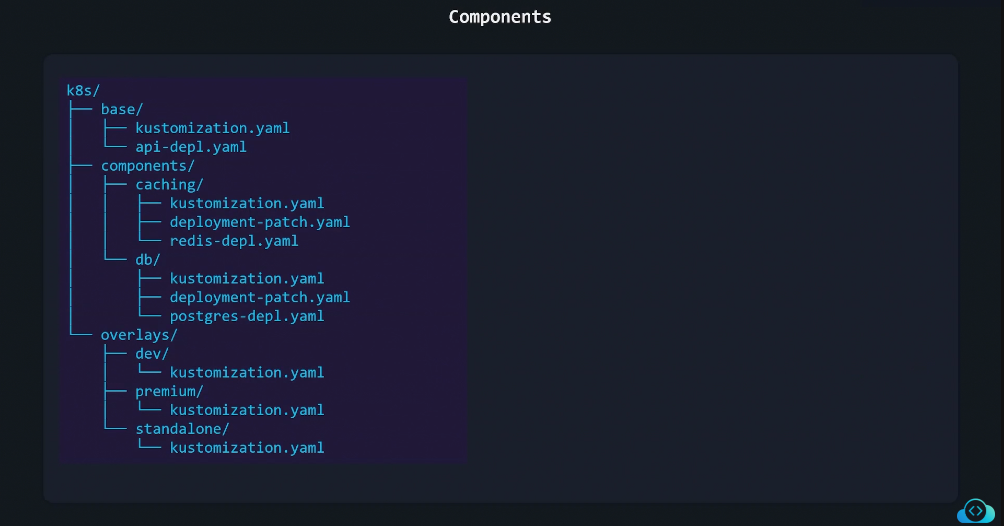 Components
k8s/
├── base/
│   ├── kustomization.yaml
│   └── api-depl.yaml
├── components/
│   ├── caching/
│   │   ├── kustomization.yaml
│   │   ├── deployment-patch.yaml
│   │   └── redis-depl.yaml
│   └── db/
│       ├── kustomization.yaml
│       ├── deployment-patch.yaml
│       └── postgres-depl.yaml
└── overlays/
    ├── dev/
    │   └── kustomization.yaml
    ├── premium/
    │   └── kustomization.yaml
    └── standalone/
        └── kustomization.yaml